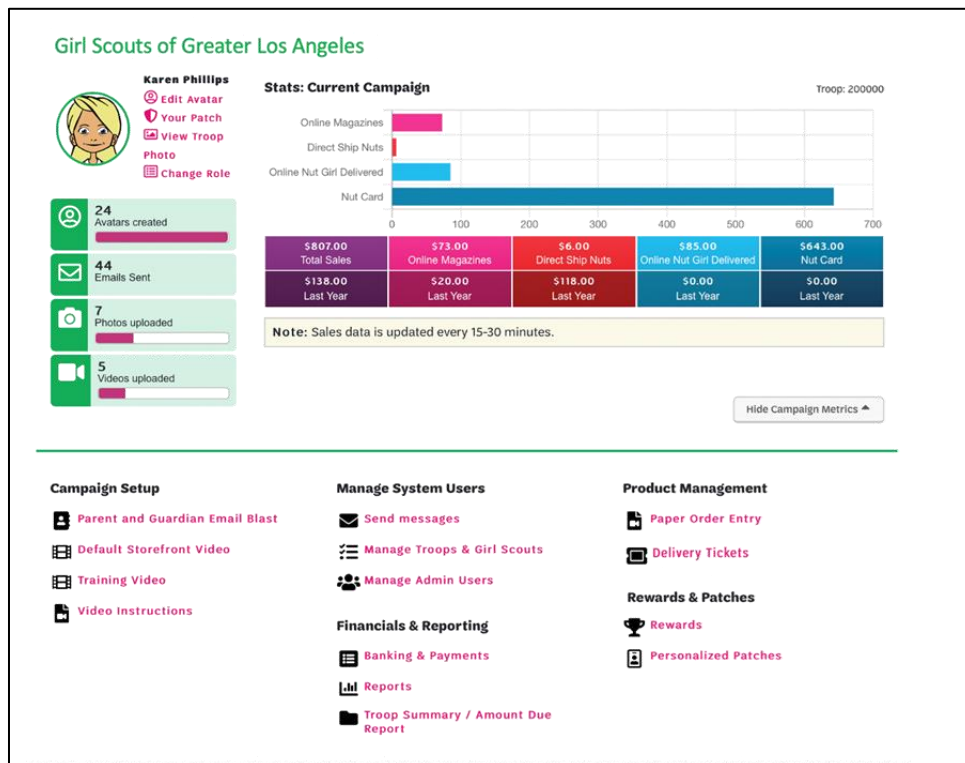 Girl Scouts of Greater Los Angeles
Karen Phillips
Edit Avatar
Your Patch
View Troop
Photo
Change Role
24
Avatars created
44
Emails Sent
7
Photos uploaded
5
Videos uploaded
Stats: Current Campaign
Troop: 200000
Online Magazines
Direct Ship Nuts
Online Nut Girl Delivered
Nut Card
0 100 200 300 400 500 600 700
$807.00 $73.00 $6.00 $85.00 $643.00
Total Sales Online Magazines Direct Ship Nuts Online Nut Girl Delivered Nut Card
$138.00 $20.00 $118.00 $0.00 $0.00
Last Year Last Year Last Year Last Year Last Year
Note: Sales data is updated every 15-30 minutes.
Hide Campaign Metrics
Campaign Setup
Parent and Guardian Email Blast
Default Storefront Video
Training Video
Video Instructions
Manage System Users
Send messages
Manage Troops & Girl Scouts
Manage Admin Users
Financials & Reporting
Banking & Payments
Reports
Troop Summary / Amount Due
Report
Product Management
Paper Order Entry
Delivery Tickets
Rewards & Patches
Rewards
Personalized Patches